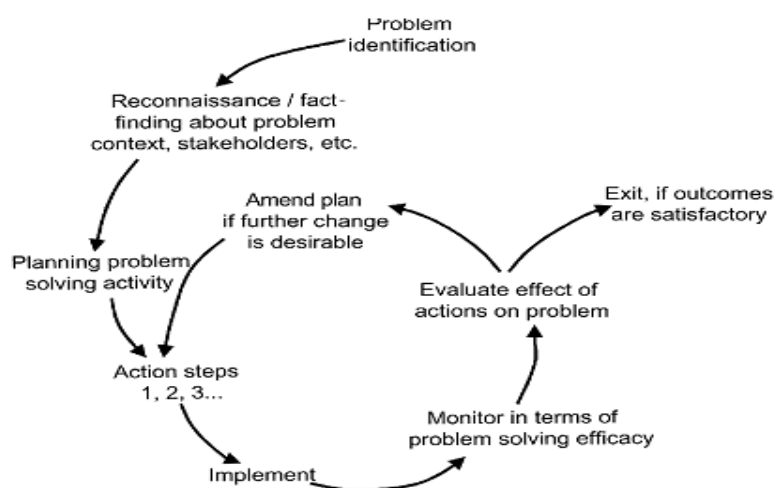 Problem
identification
Reconnaissance / fact-
finding about problem
context, stakeholders, etc.
Amend plan
if further change
is desirable
Exit, if outcomes
are satisfactory
Planning problem
solving activity
Evaluate effect of
actions on problem
Action steps
1, 2, 3...
Monitor in terms of
problem solving efficacy
Implement